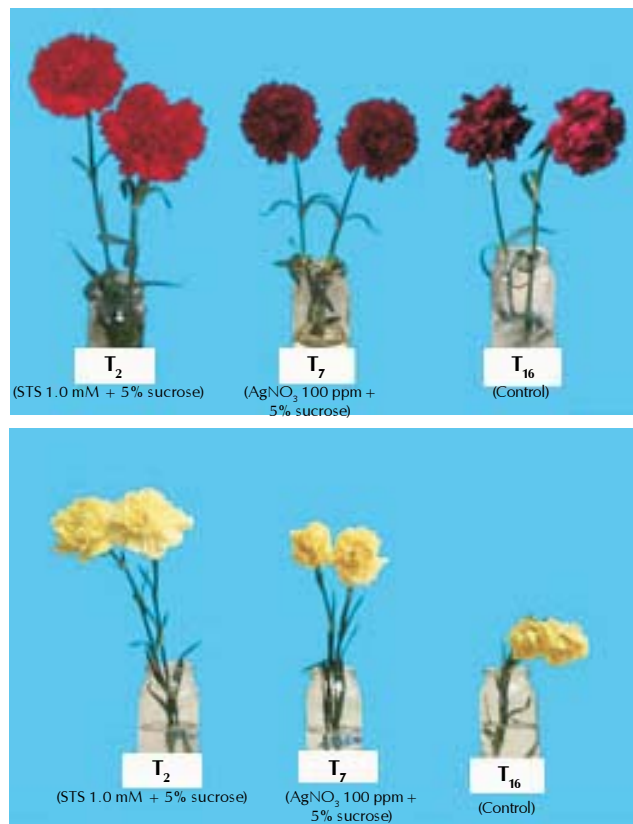 T₂
(STS 1.0 mM + 5% sucrose)
T₇
(AgNO₃ 100 ppm +
5% sucrose)
T₁₆
(Control)
T₂
(STS 1.0 mM + 5% sucrose)
T₇
(AgNO₃ 100 ppm +
5% sucrose)
T₁₆
(Control)